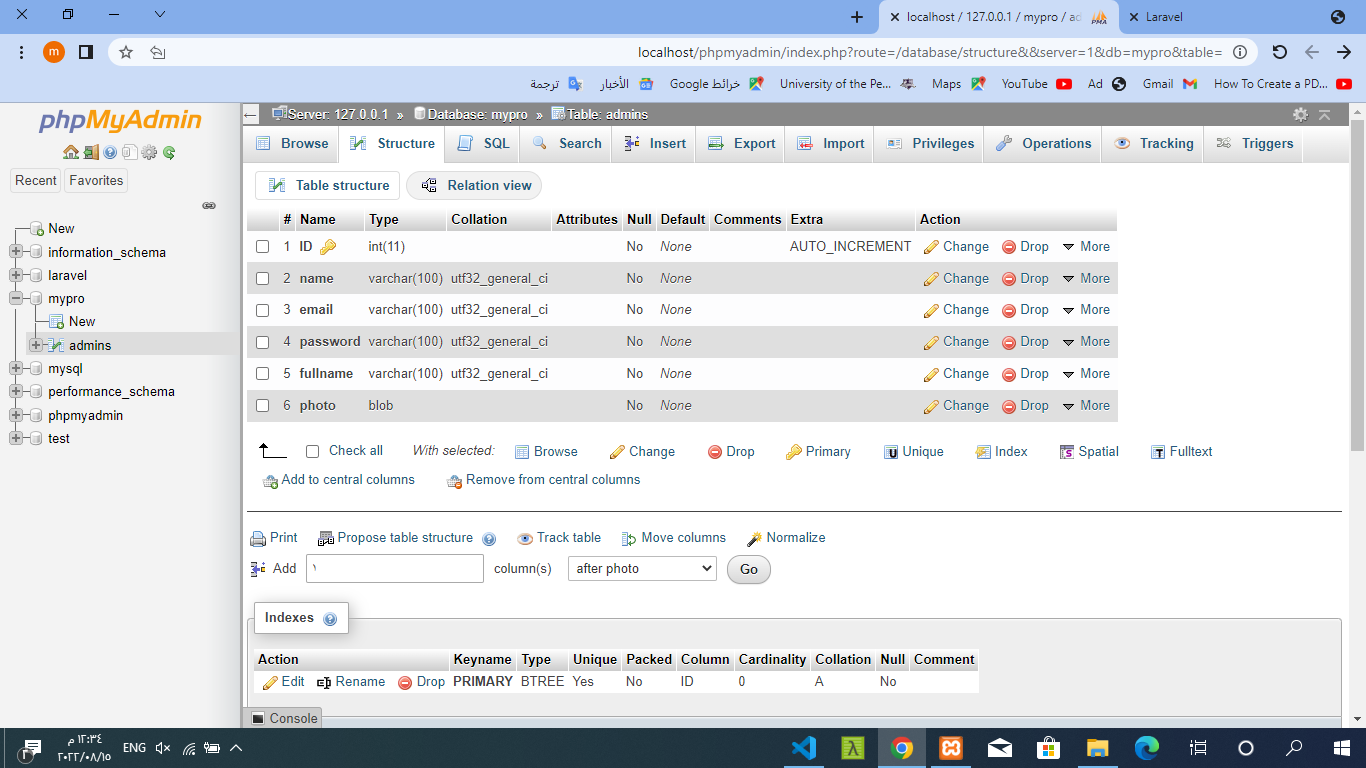 localhost / 127.0.0.1 / mypro / ad
Laravel
m
localhost/phpmyadmin/index.php?route=/database/structure&&server=1&db=mypro&table=
ترجمة
الأخبار
خرائط Google
University of the Pe...
Maps
YouTube
Ad
Gmail
How To Create a PD...
phpMyAdmin
Recent
Favorites
New
information_schema
laravel
mypro
New
admins
mysql
performance_schema
phpmyadmin
test
Server: 127.0.0.1 » Database: mypro » Table: admins
Browse Structure SQL Search Insert Export Import Privileges Operations Tracking Triggers
Table structure Relation view
# Name Type Collation Attributes Null Default Comments Extra Action
1 ID int(11) No None AUTO_INCREMENT Change Drop More
2 name varchar(100) utf32_general_ci No None Change Drop More
3 email varchar(100) utf32_general_ci No None Change Drop More
4 password varchar(100) utf32_general_ci No None Change Drop More
5 fullname varchar(100) utf32_general_ci No None Change Drop More
6 photo blob No None Change Drop More
Check all With selected: Browse Change Drop Primary Unique Index Spatial Fulltext
Add to central columns Remove from central columns
Print Propose table structure Track table Move columns Normalize
Add ١ column(s) after photo Go
Indexes
Action Keyname Type Unique Packed Column Cardinality Collation Null Comment
Edit Rename Drop PRIMARY BTREE Yes No ID 0 A No
Console
١٢:٣٤ م
٢٠٢٢/٠٨/١٥
ENG